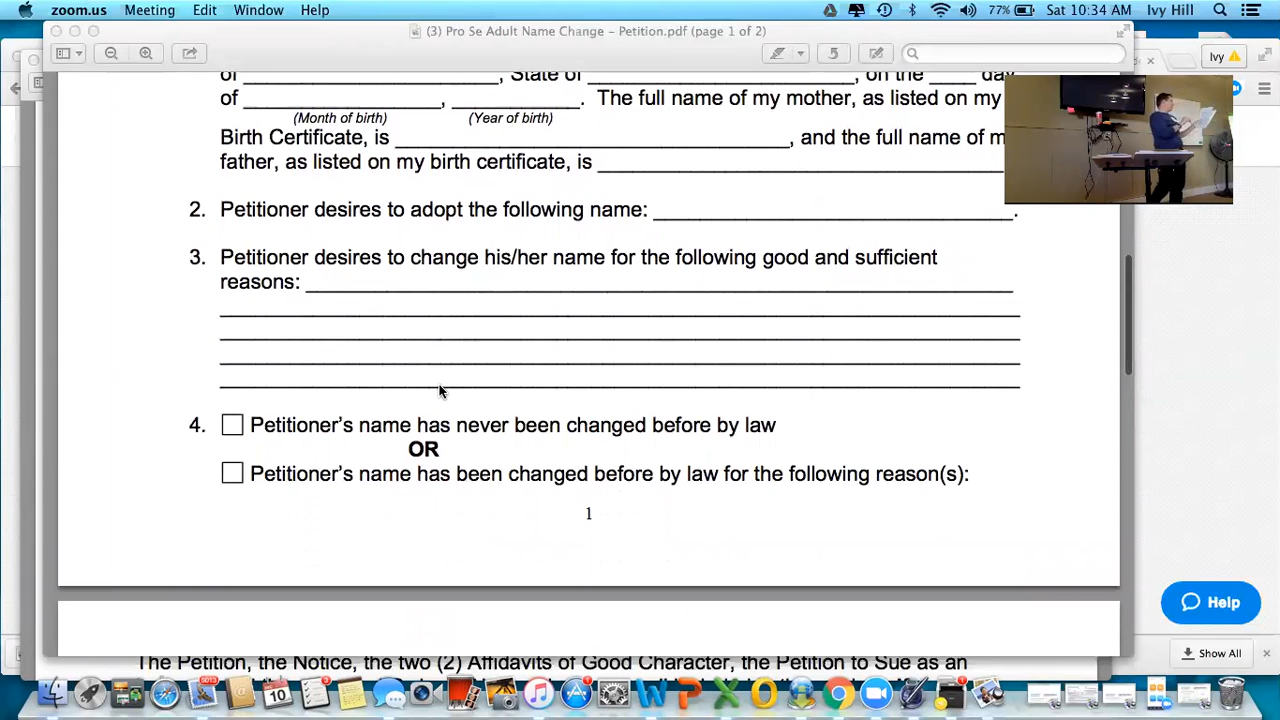 zoom.us Meeting Edit Window Help 77% Sat 10:34 AM Ivy Hill
(3) Pro Se Adult Name Change – Petition.pdf (page 1 of 2)
Ivy
of ____________________, State of ____________________, on the ____ day
of ________________, ___________. The full name of my mother, as listed on my
(Month of birth) (Year of birth)
Birth Certificate, is ________________________________, and the full name of m
father, as listed on my birth certificate, is ________________________________
2. Petitioner desires to adopt the following name: ______________________________.
3. Petitioner desires to change his/her name for the following good and sufficient
reasons: ____________________________________________________________
4. Petitioner's name has never been changed before by law
OR
Petitioner's name has been changed before by law for the following reason(s):
1
Help
Show All
The Petition, the Notice, the two (2) Affidavits of Good Character, the Petition to Sue as an